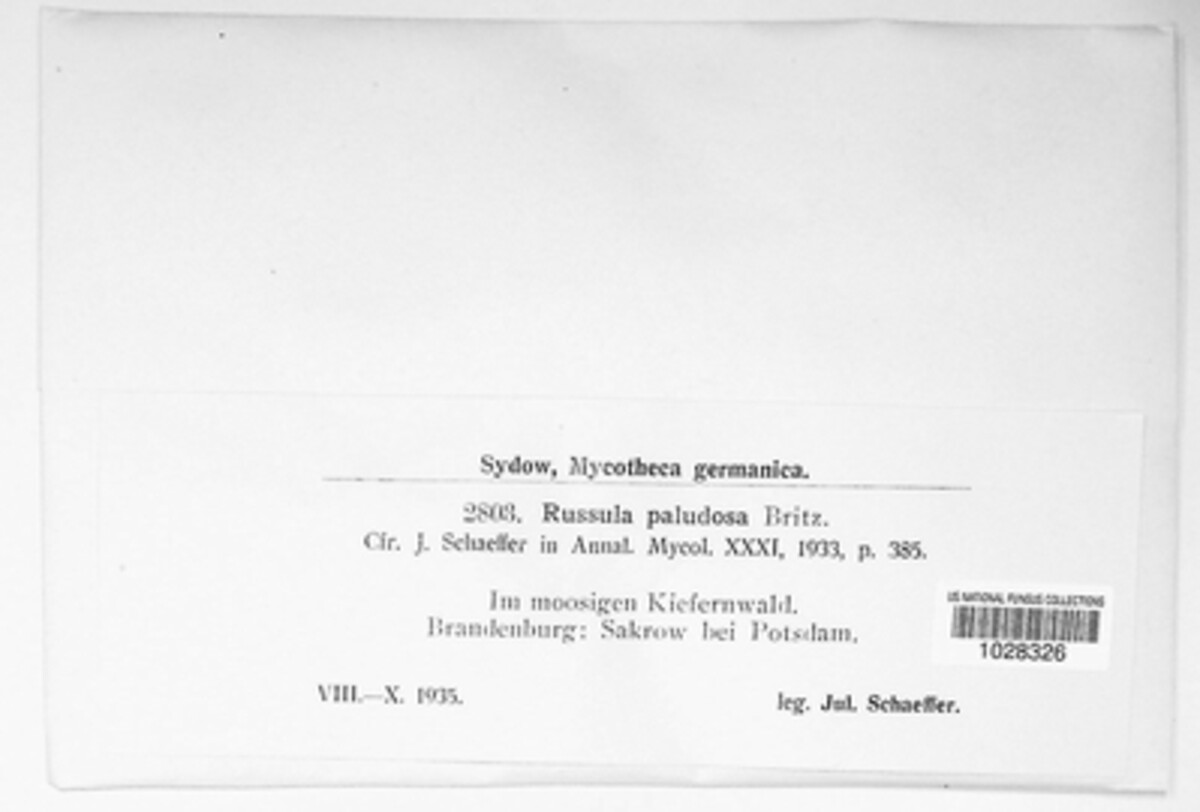 Sydow, Mycotheca germanica.
2803. Russula paludosa Britz.
Cfr. J. Schaeffer in Annal. Mycol. XXXI, 1933, p. 385.
Im moosigen Kiefernwald.
Brandenburg: Sakrow bei Potsdam.
US NATIONAL FUNGUS COLLECTIONS
1028326
VIII.—X. 1935.
leg. Jul. Schaeffer.